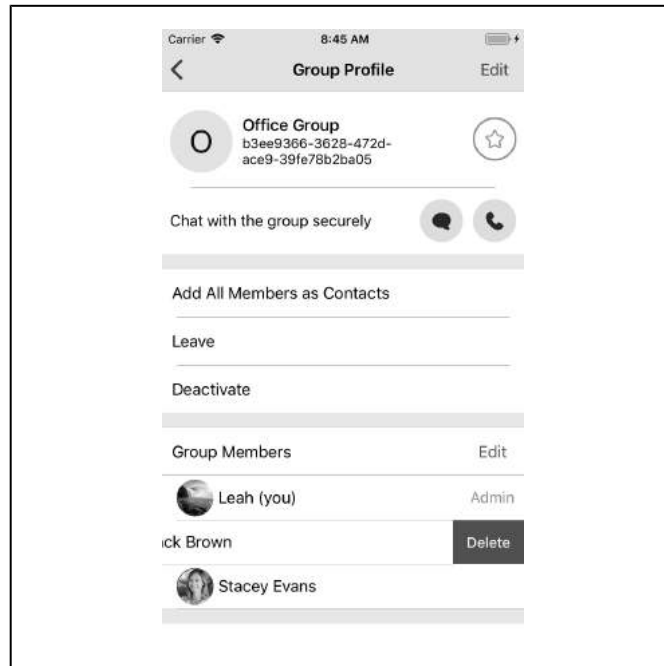 Carrier 8:45 AM
Group Profile Edit
O
Office Group
b3ee9366-3628-472d-
ace9-39fe78b2ba05
Chat with the group securely
Add All Members as Contacts
Leave
Deactivate
Group Members Edit
Leah (you) Admin
ck Brown Delete
Stacey Evans